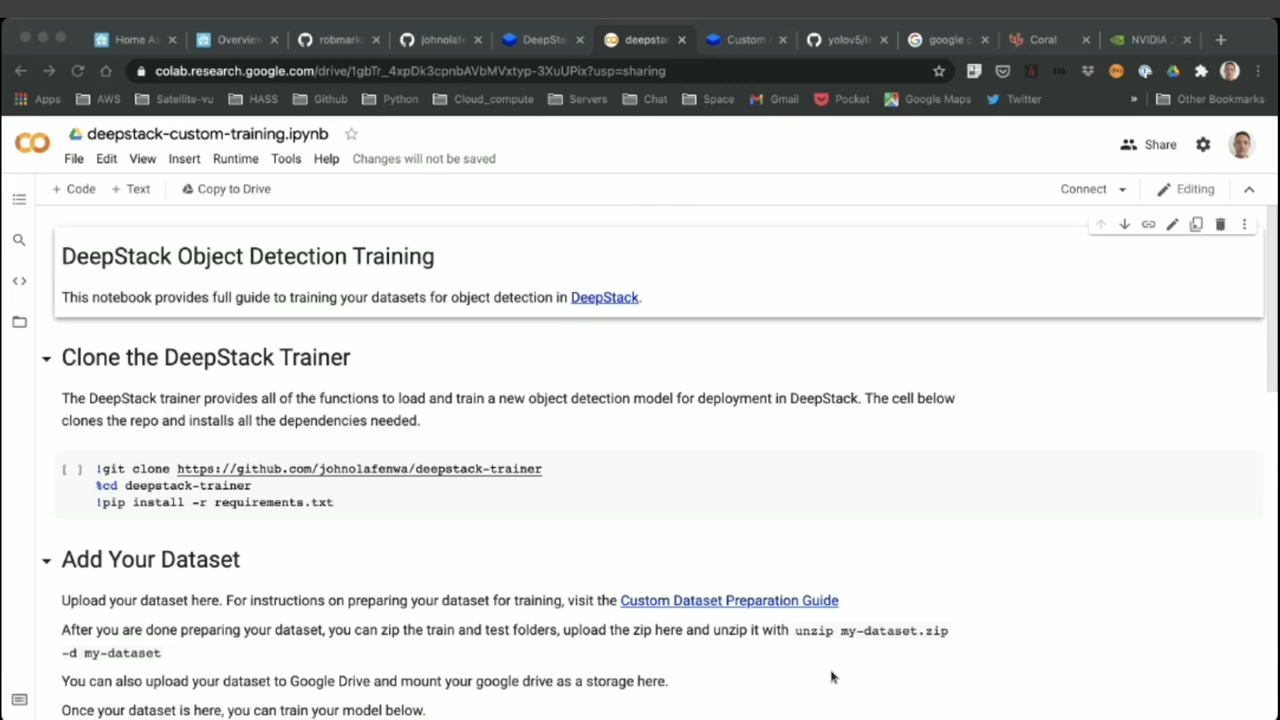 Home As
Overview
robmark
johnolafe
DeepSta
deepstac
Custom
yolov5/tr
google c
Coral
NVIDIA J
colab.research.google.com/drive/1gbTr_4xpDk3cpnbAVbMVxtyp-3XuUPix?usp=sharing
Apps AWS Satellite-vu HASS Github Python Cloud_compute Servers Chat Space Gmail Pocket Google Maps Twitter » Other Bookmarks
deepstack-custom-training.ipynb
File Edit View Insert Runtime Tools Help Changes will not be saved
Share
+ Code + Text Copy to Drive
Connect Editing
DeepStack Object Detection Training
This notebook provides full guide to training your datasets for object detection in DeepStack.
Clone the DeepStack Trainer
The DeepStack trainer provides all of the functions to load and train a new object detection model for deployment in DeepStack. The cell below
clones the repo and installs all the dependencies needed.
[ ] !git clone https://github.com/johnolafenwa/deepstack-trainer
%cd deepstack-trainer
!pip install -r requirements.txt
Add Your Dataset
Upload your dataset here. For instructions on preparing your dataset for training, visit the Custom Dataset Preparation Guide
After you are done preparing your dataset, you can zip the train and test folders, upload the zip here and unzip it with unzip my-dataset.zip
-d my-dataset
You can also upload your dataset to Google Drive and mount your google drive as a storage here.
Once your dataset is here, you can train your model below.